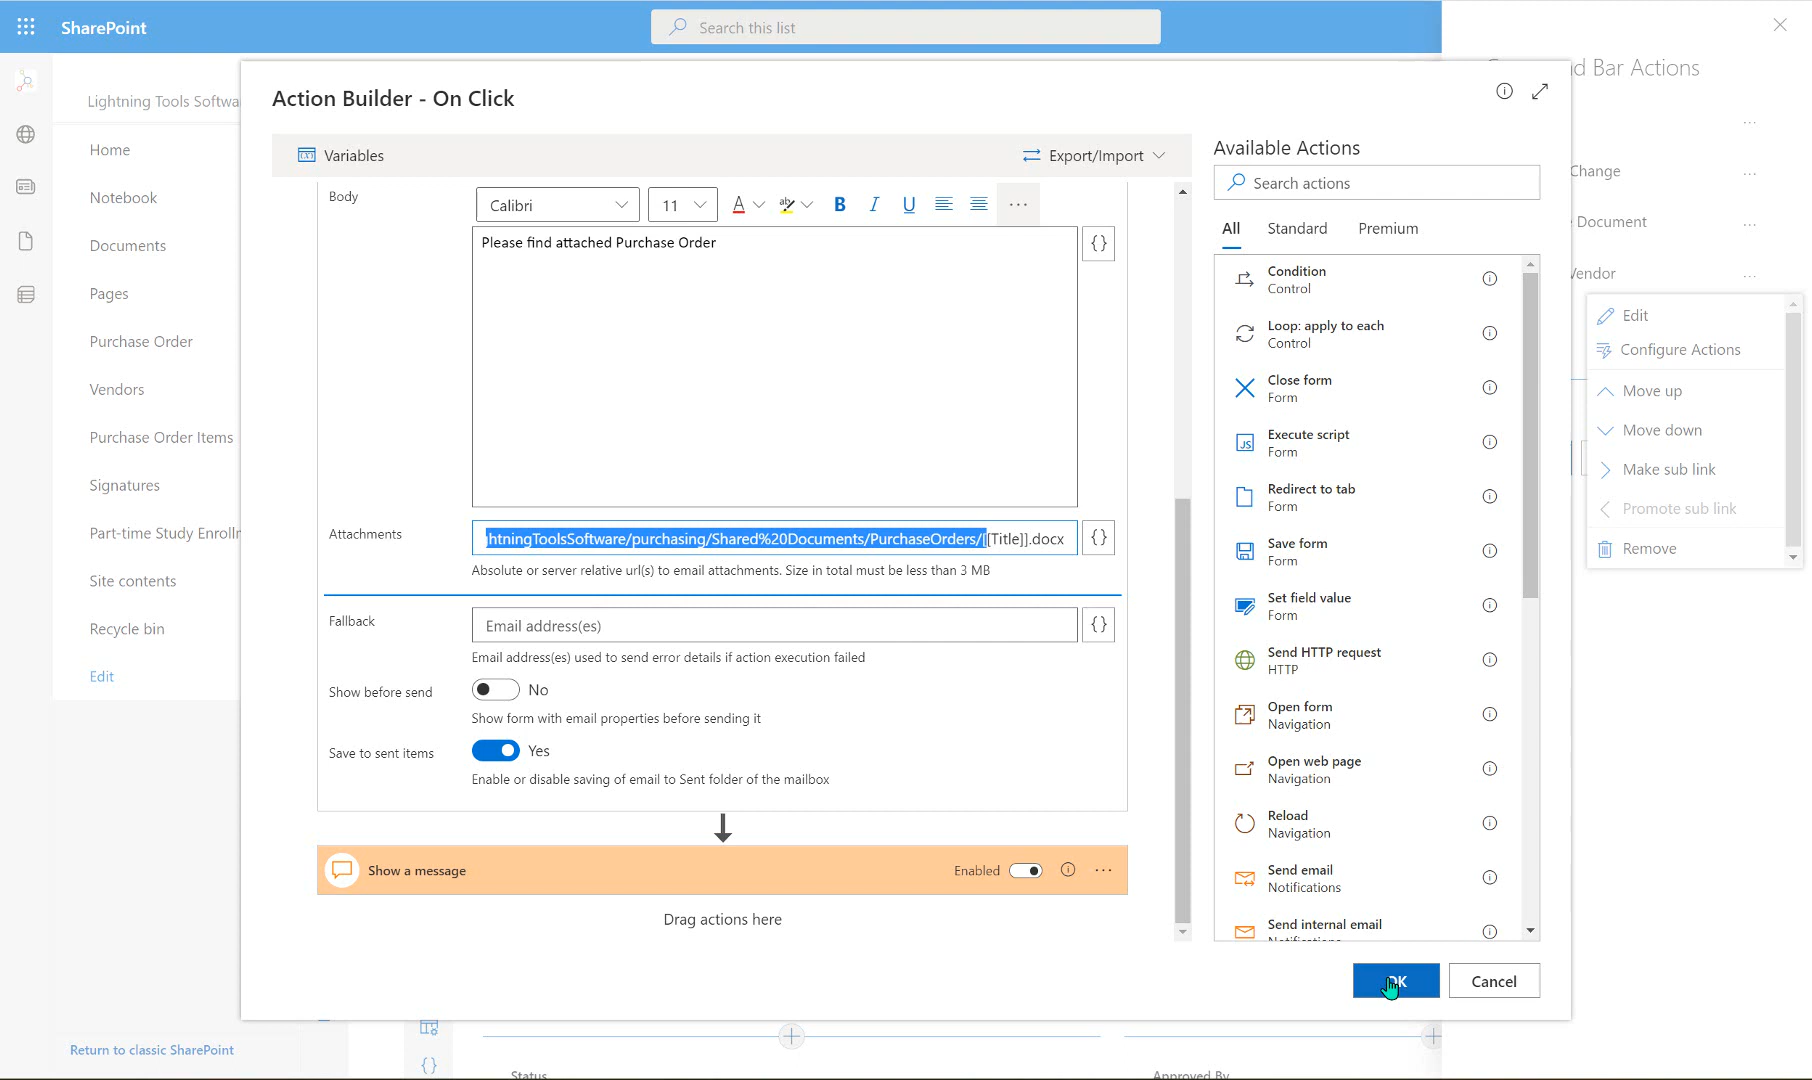 SharePoint
Search this list
d Bar Actions
Lightning Tools Softwa
Home
Notebook
Documents
Pages
Purchase Order
Vendors
Purchase Order Items
Signatures
Part-time Study Enrolln
Site contents
Recycle bin
Edit
Return to classic SharePoint
Action Builder - On Click
Variables
Export/Import
Body
Calibri
11
A
ab
B
I
U
...
Please find attached Purchase Order
{}
Attachments
htningToolsSoftware/purchasing/Shared%20Documents/PurchaseOrders/[[Title]].docx
{}
Absolute or server relative url(s) to email attachments. Size in total must be less than 3 MB
Fallback
Email address(es)
{}
Email address(es) used to send error details if action execution failed
Show before send
No
Show form with email properties before sending it
Save to sent items
Yes
Enable or disable saving of email to Sent folder of the mailbox
Show a message
Enabled
...
Drag actions here
Available Actions
Search actions
All
Standard
Premium
Condition
Control
Loop: apply to each
Control
Close form
Form
Execute script
Form
JS
Redirect to tab
Form
Save form
Form
Set field value
Form
Send HTTP request
HTTP
Open form
Navigation
Open web page
Navigation
Reload
Navigation
Send email
Notifications
Send internal email
OK
Cancel
...
Change
...
Document
...
Vendor
...
Edit
Configure Actions
Move up
Move down
Make sub link
Promote sub link
Remove
{}
Status
Approved By